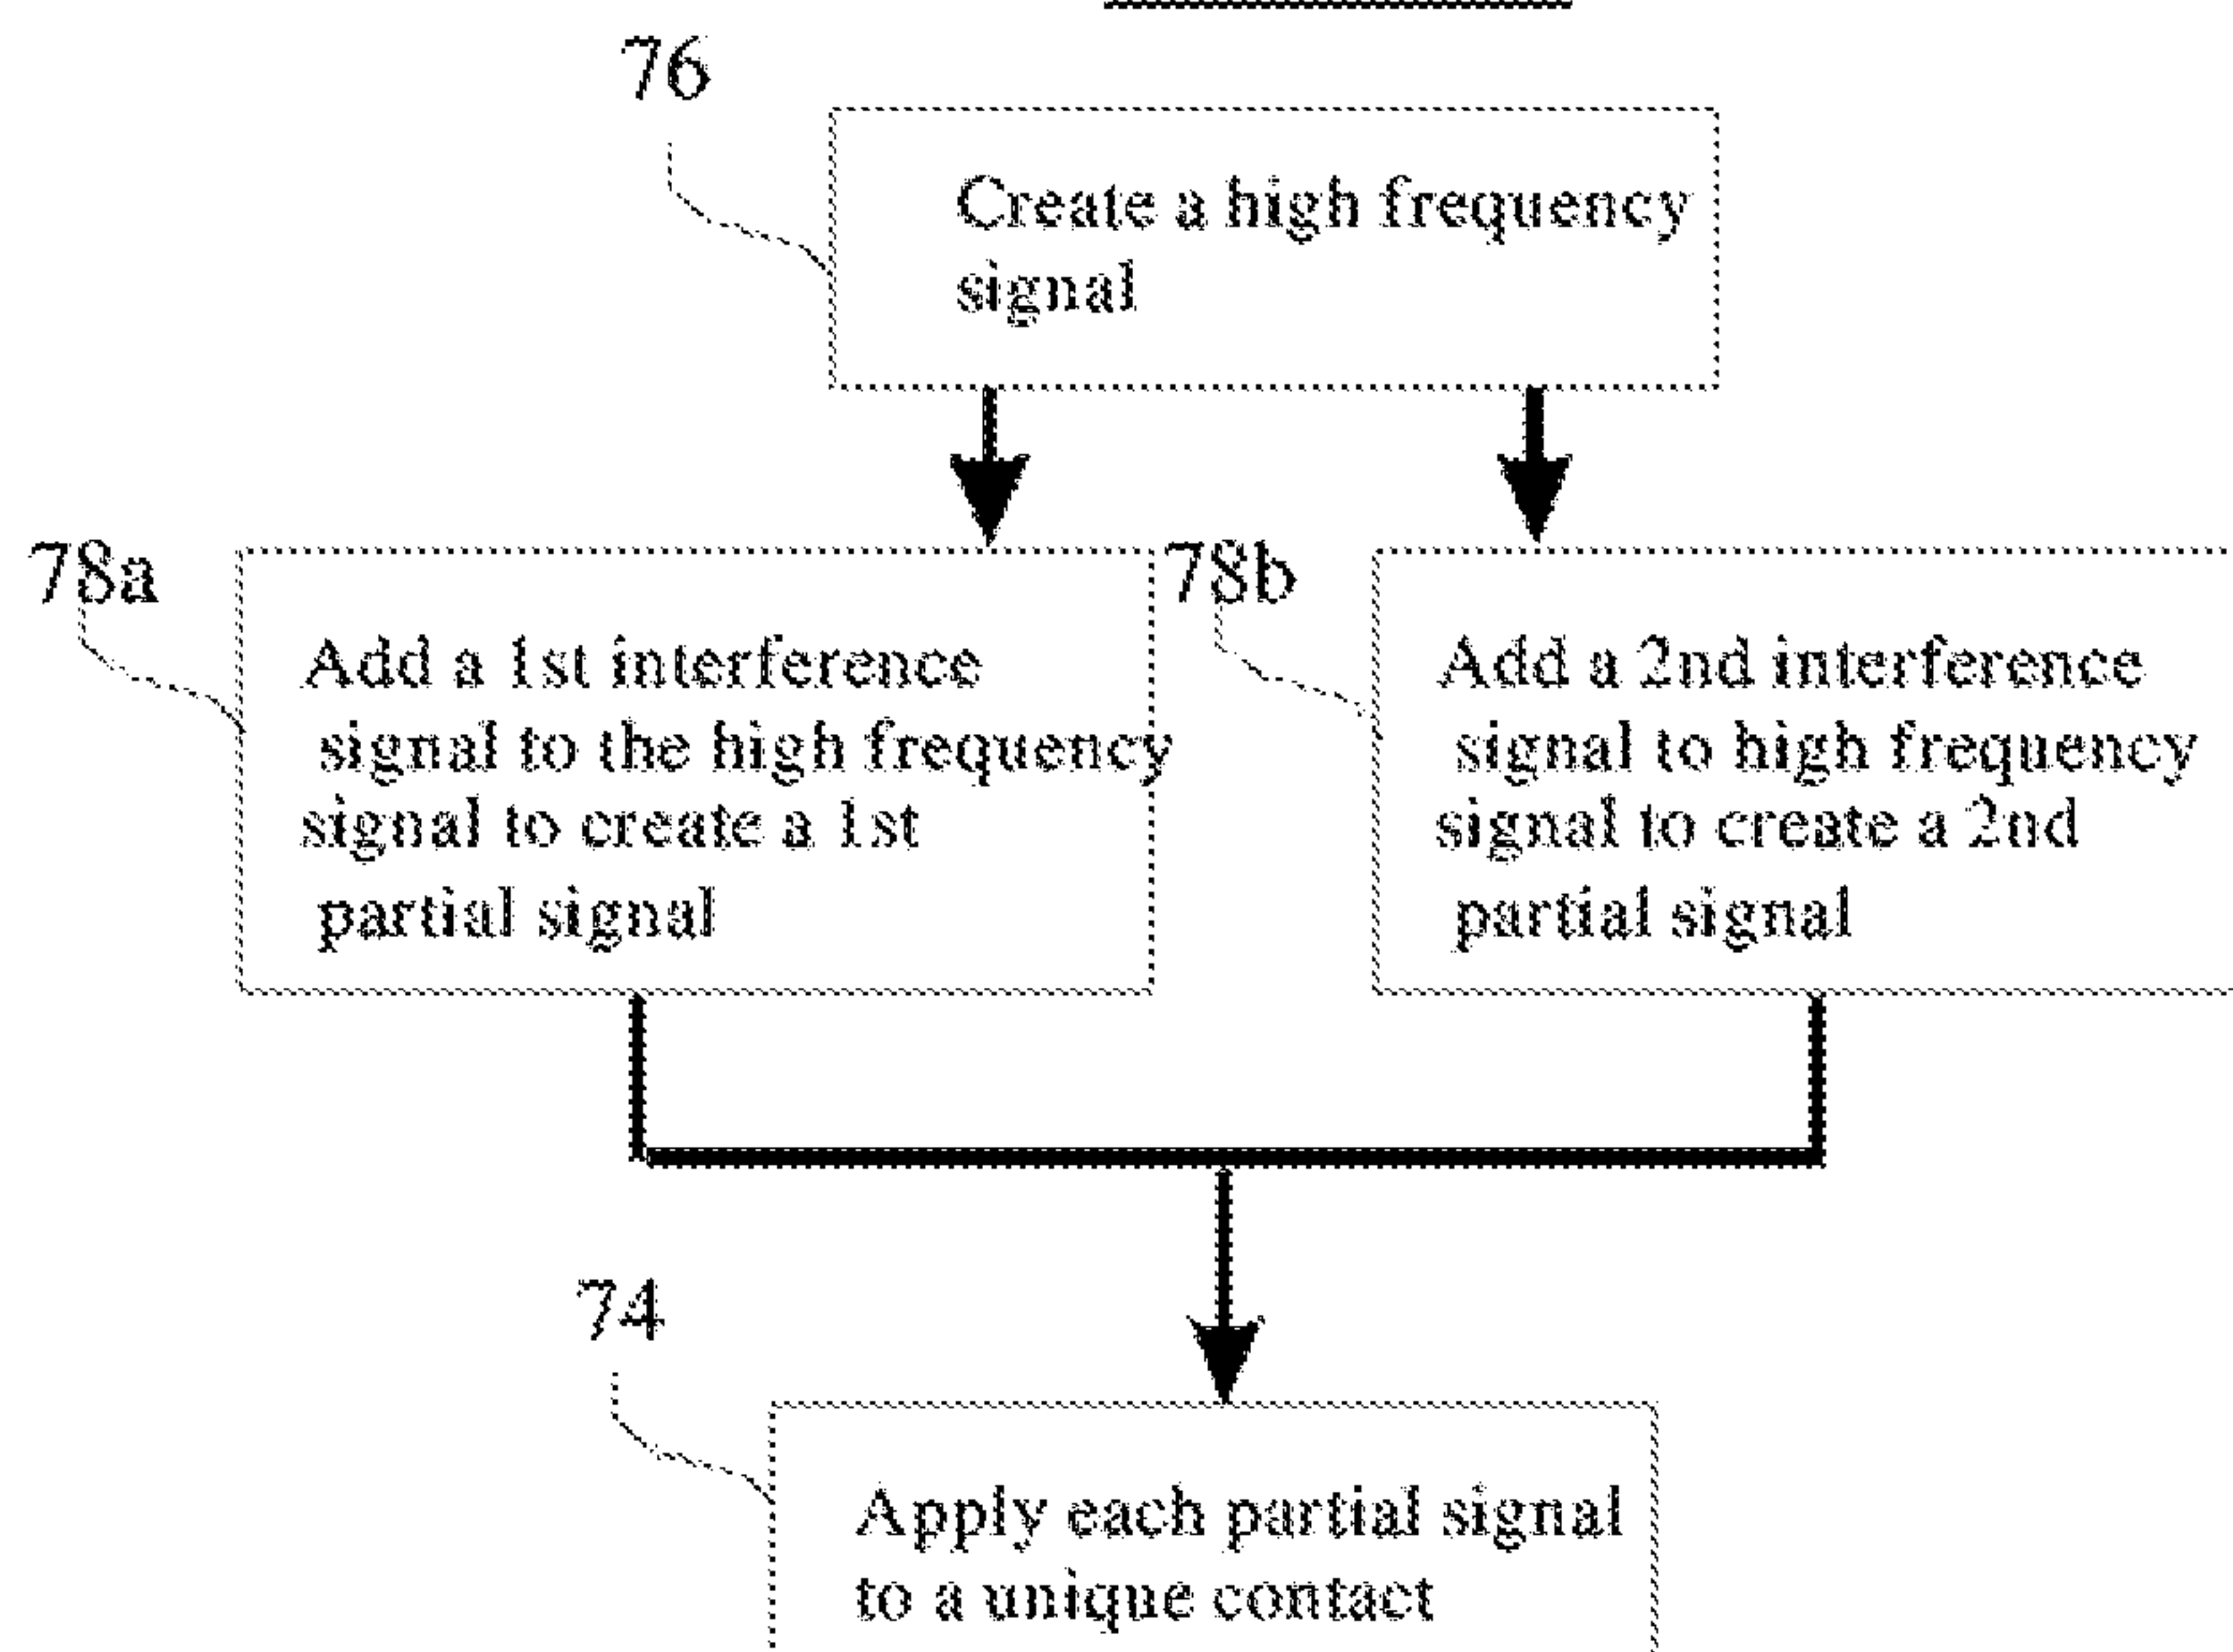 76
Create a high frequency
signal
78a
Add a 1st interference
signal to the high frequency
signal to create a 1st
partial signal
78b
Add a 2nd interference
signal to high frequency
signal to create a 2nd
partial signal
74
Apply each partial signal
to a unique contact